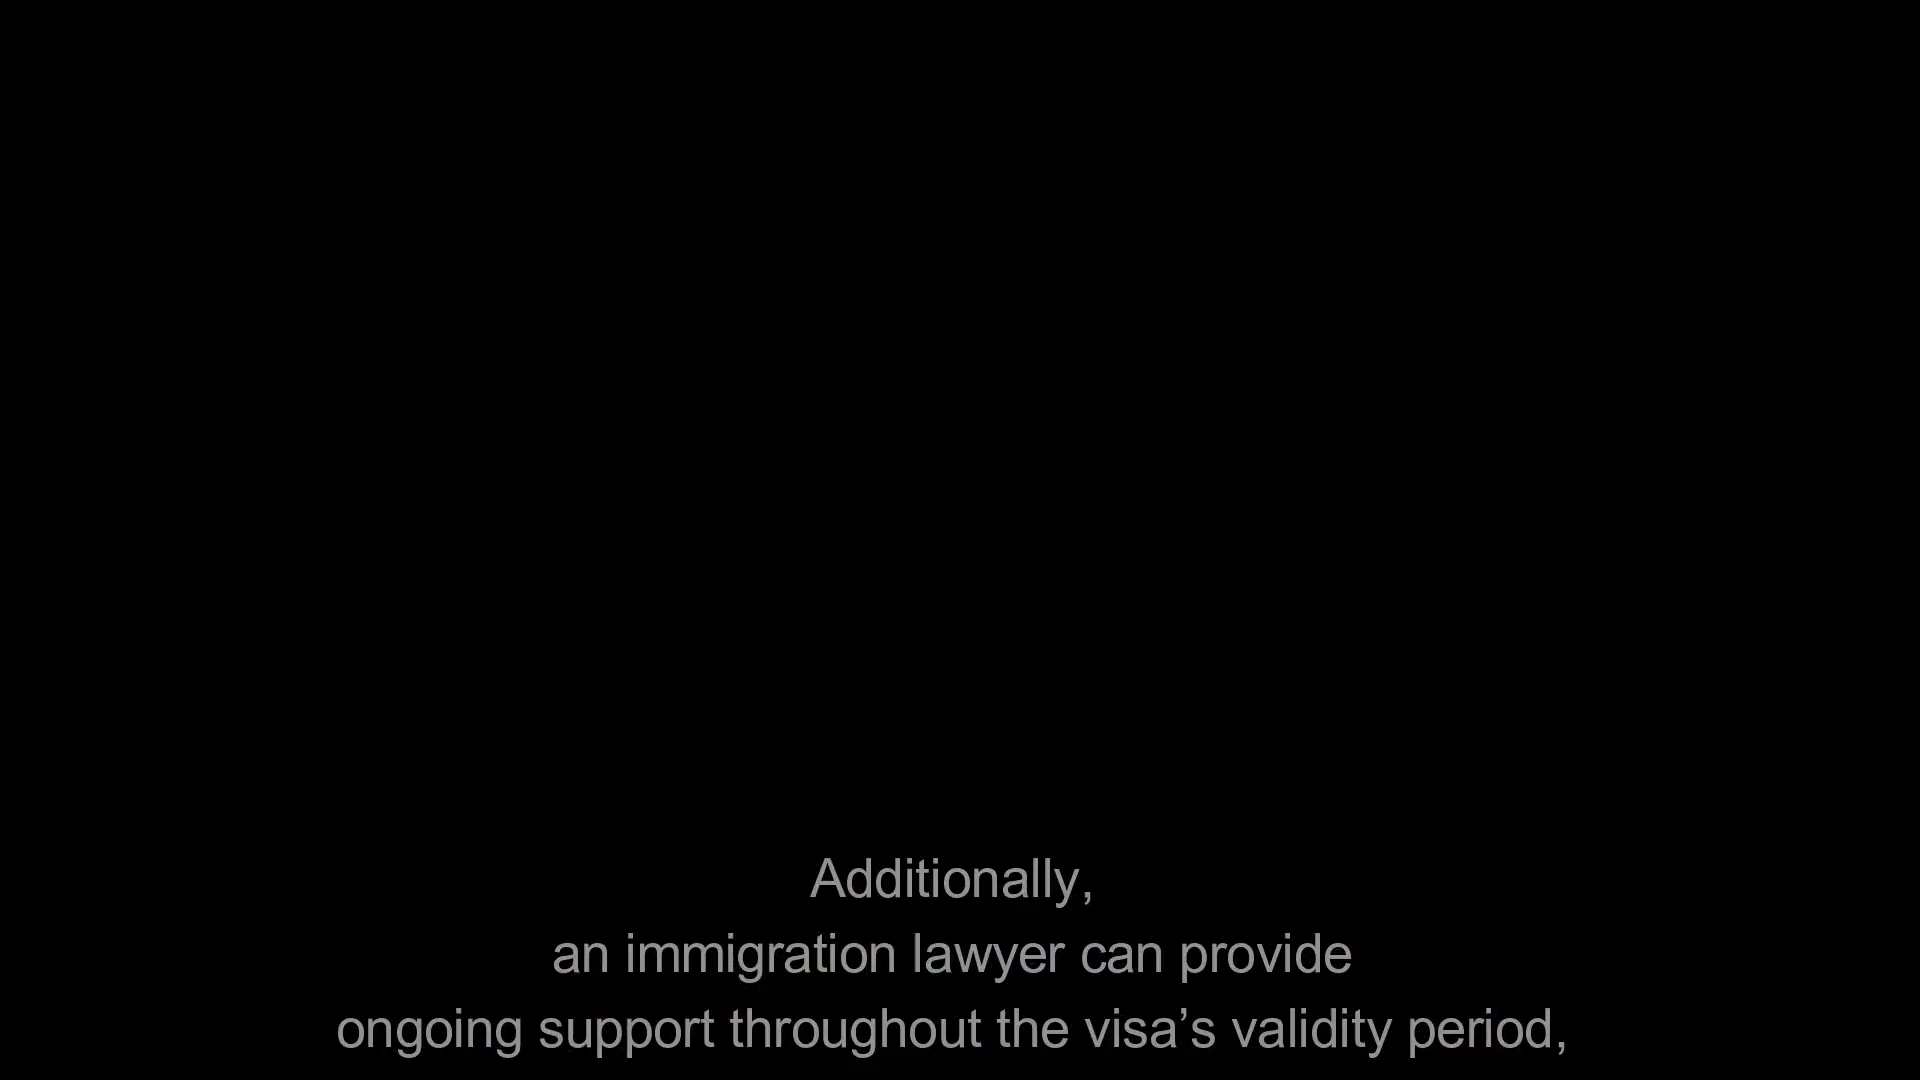 Additionally,
an immigration lawyer can provide
ongoing support throughout the visa’s validity period,